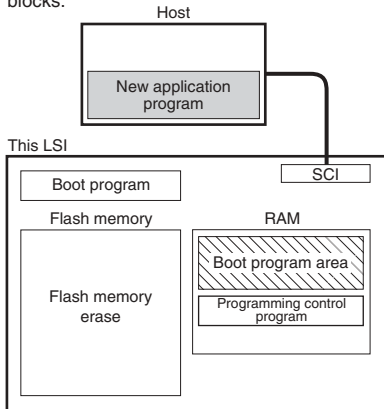 blocks.
Host
New application
program
This LSI
SCI
Boot program
Flash memory
RAM
Flash memory
erase
Boot program area
Programming control
program